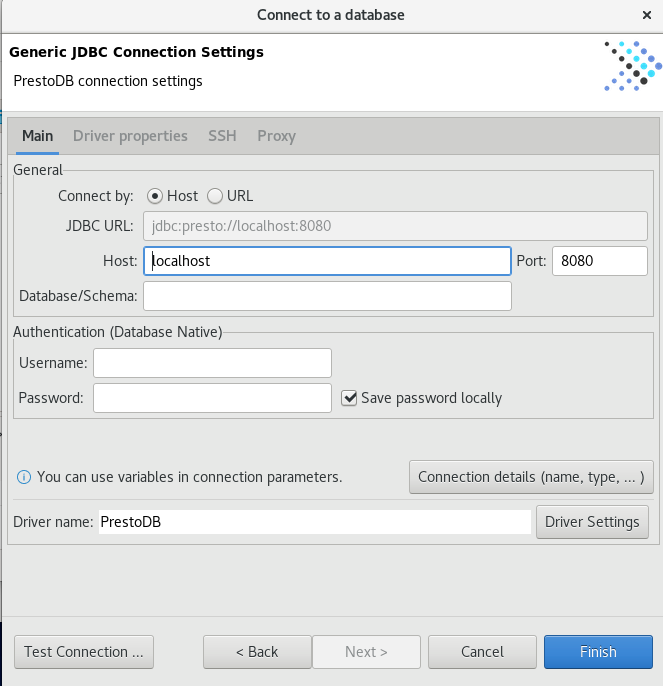 Connect to a database
Generic JDBC Connection Settings
PrestoDB connection settings
Main Driver properties SSH Proxy
General
Connect by: Host URL
JDBC URL: jdbc:presto://localhost:8080
Host: localhost Port: 8080
Database/Schema:
Authentication (Database Native)
Username:
Password: Save password locally
You can use variables in connection parameters. Connection details (name, type, ... )
Driver name: PrestoDB Driver Settings
Test Connection ... < Back Next > Cancel Finish